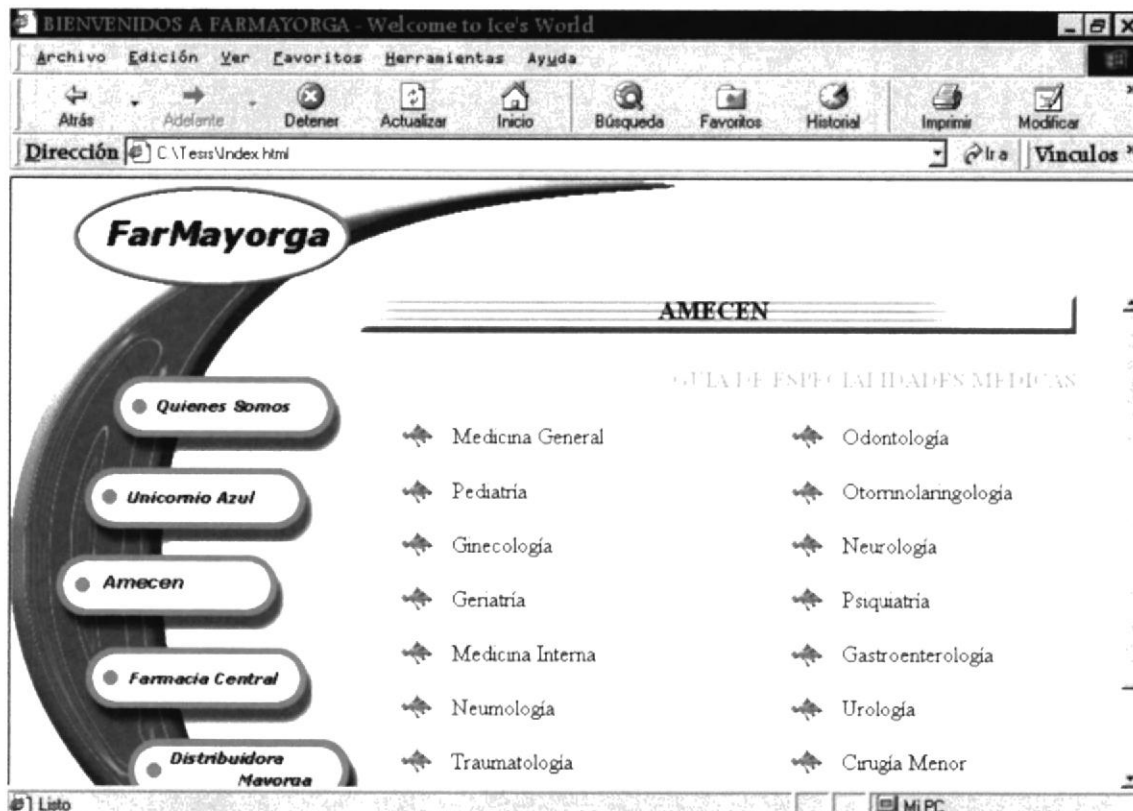 BIENVENIDOS A FARMAYORGA - Welcome to Ice's World
Archivo Edición Ver Favoritos Herramientas Ayuda
Atrás Adelante Detener Actualizar Inicio Búsqueda Favoritos Historial Imprimir Modificar
Dirección C:\Tesis\Index.html Ir a Vínculos
FarMayorga
AMECEN
GUIA DE ESPECIALIDADES MEDICAS
Quienes Somos
Unicornio Azul
Amecen
Farmacia Central
Distribuidora
Mayorga
Medicina General
Pediatría
Ginecología
Geriatría
Medicina Interna
Neumología
Traumatología
Odontología
Otorrinolaringología
Neurología
Psiquiatría
Gastroenterología
Urología
Cirugía Menor
Listo Mi PC